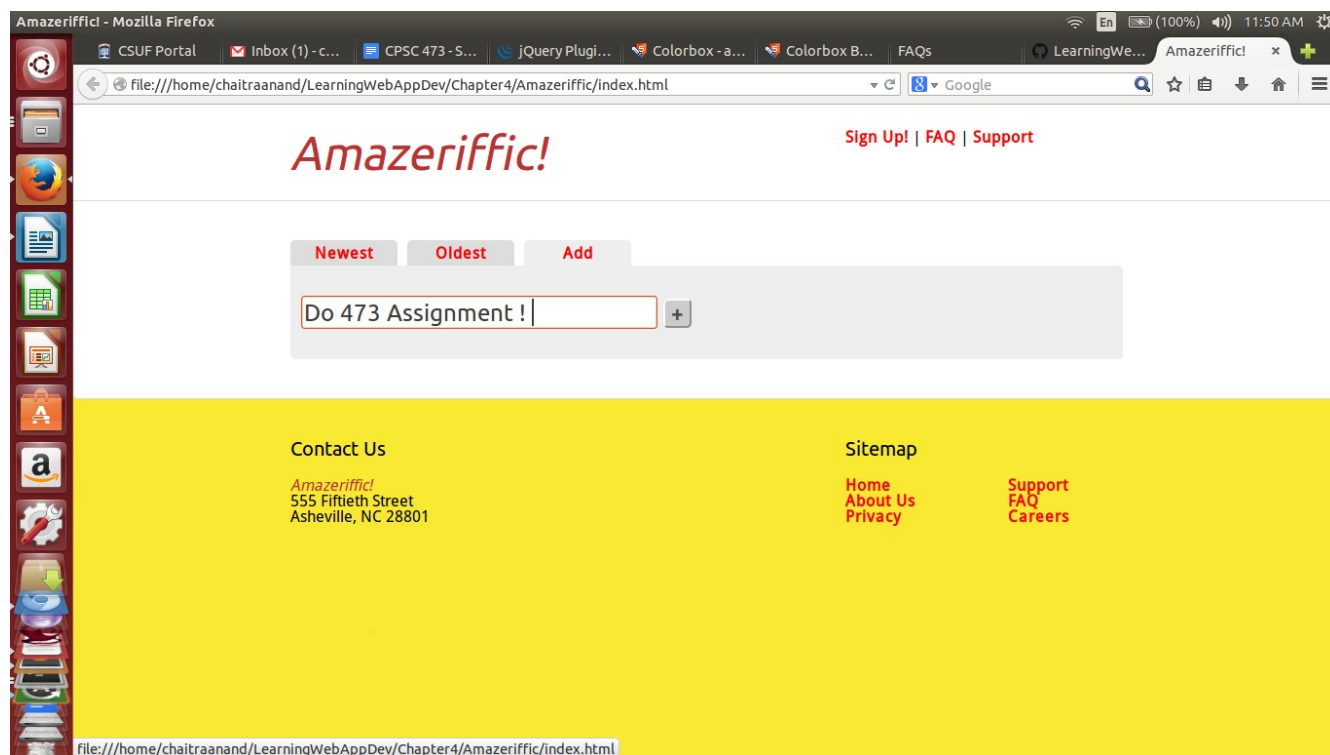 Amazeriffic! - Mozilla Firefox
En (100%) 11:50 AM
CSUF Portal Inbox (1) - c... CPSC 473 - S... jQuery Plugi... Colorbox - a... Colorbox B... FAQs LearningWe... Amazeriffic!
file:///home/chaitraanand/LearningWebAppDev/Chapter4/Amazeriffic/index.html 8 Google
Amazeriffic!
Sign Up! | FAQ | Support
Newest Oldest Add
Do 473 Assignment ! +
Contact Us
Amazeriffic!
555 Fiftieth Street
Asheville, NC 28801
Sitemap
Home Support
About Us FAQ
Privacy Careers
file:///home/chaitraanand/LearningWebAppDev/Chapter4/Amazeriffic/index.html